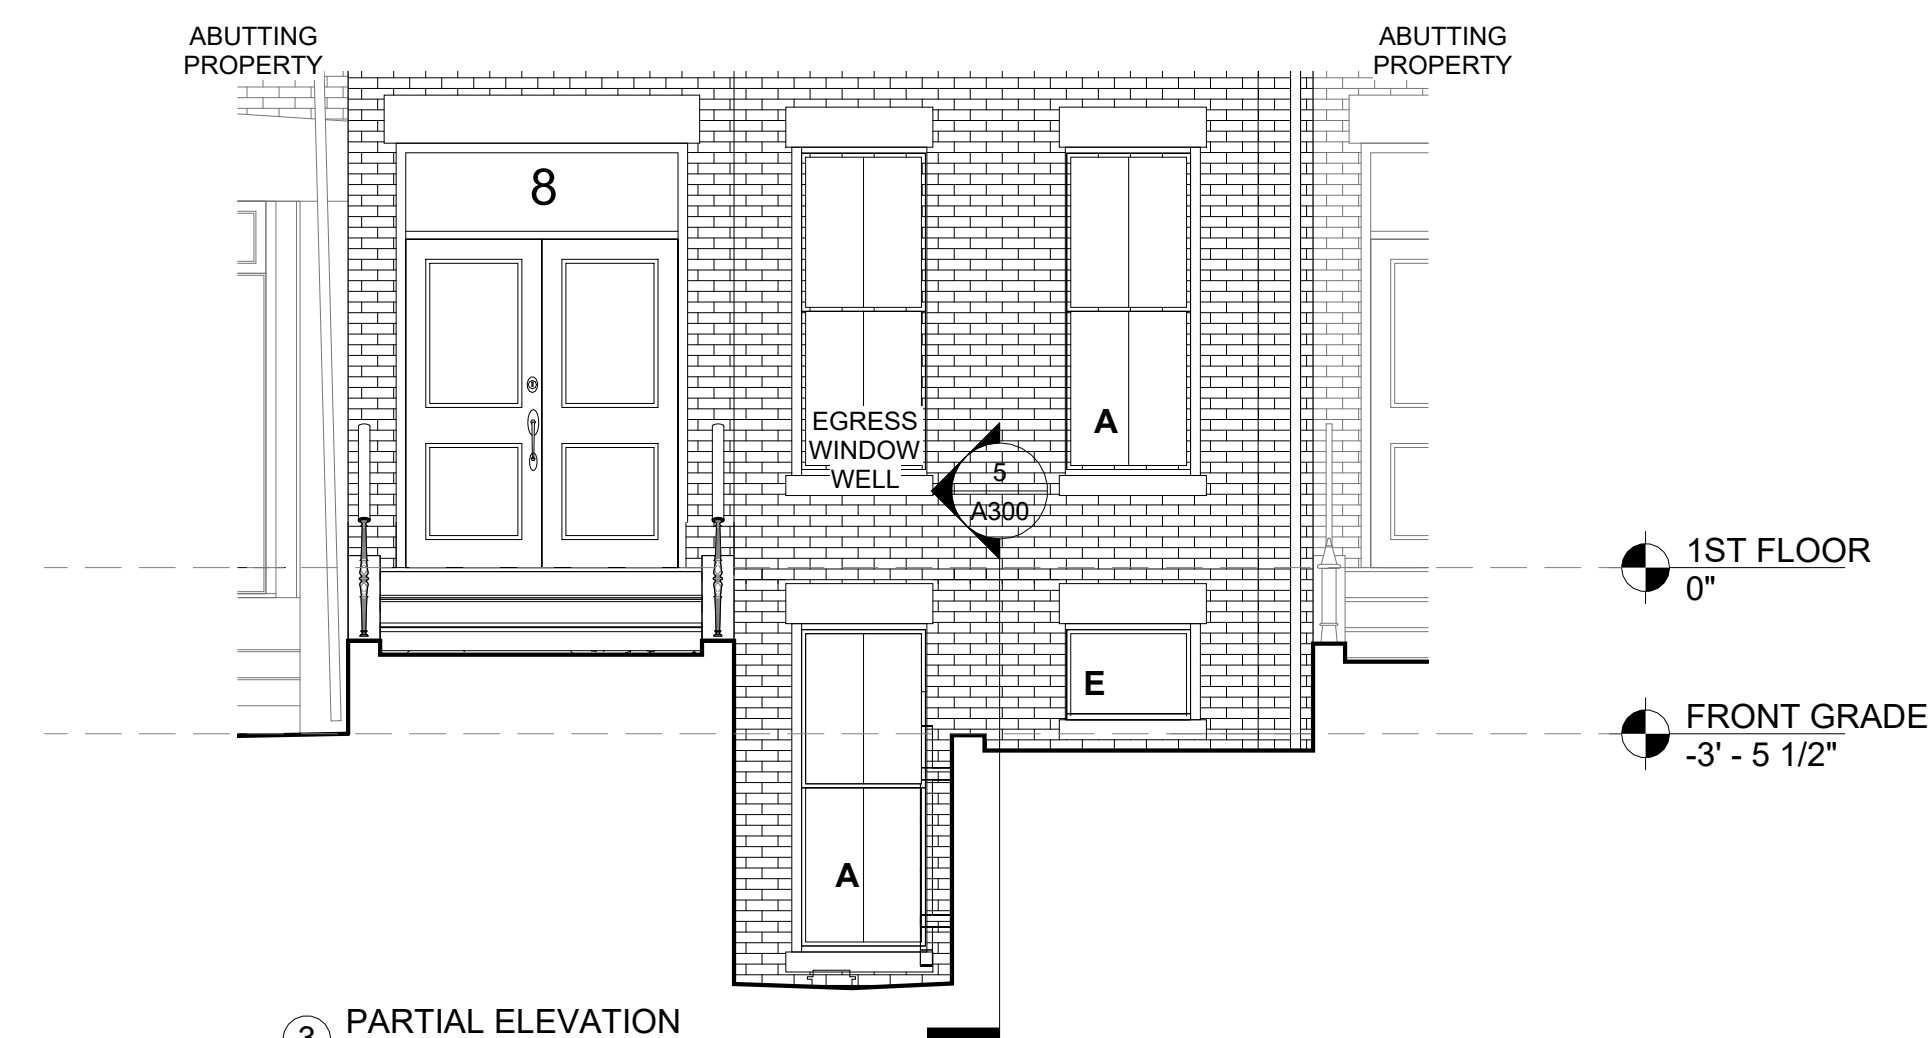 ABUTTING
PROPERTY
ABUTTING
PROPERTY
8
EGRESS
WINDOW
WELL
A
5
A300
1ST FLOOR
0"
E
FRONT GRADE
-3' - 5 1/2"
A
3
PARTIAL ELEVATION